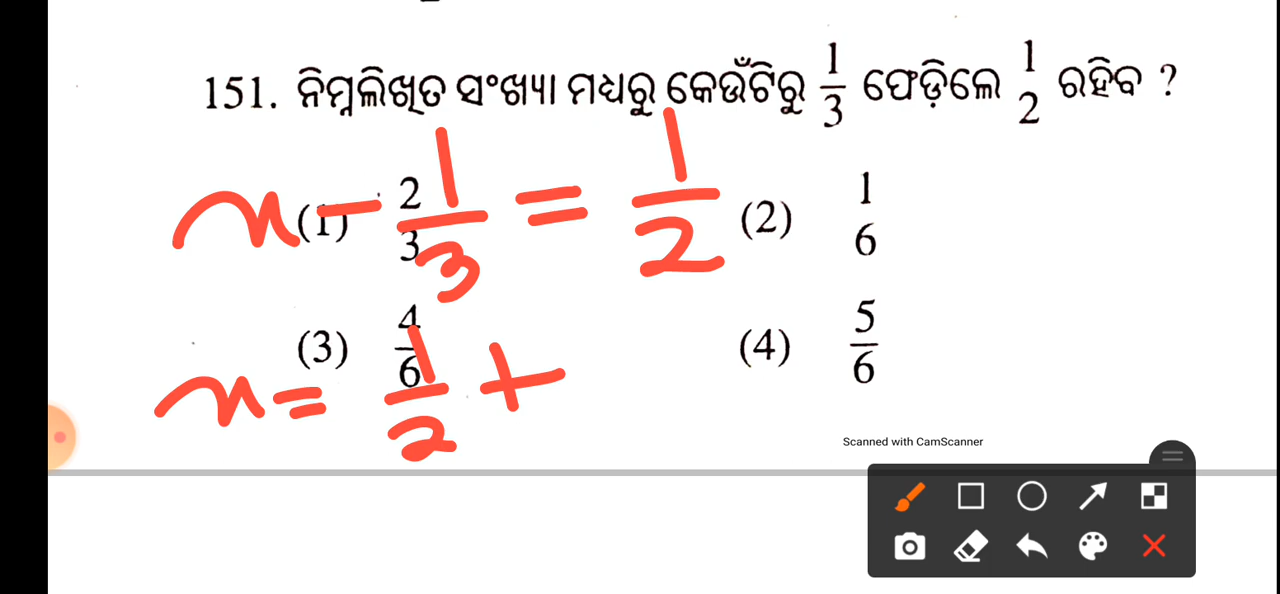 151. ନିମ୍ନଲିଖିତ ସଂଖ୍ୟା ମଧ୍ୟରୁ କେଉଁଟିରୁ 1/3 ଫେଡ଼ିଲେ 1/2 ରହିବ ?
(1) 2/3 (2) 1/6
x - 1/3 = 1/2
(3) 4/6 (4) 5/6
x = 1/2 +
Scanned with CamScanner